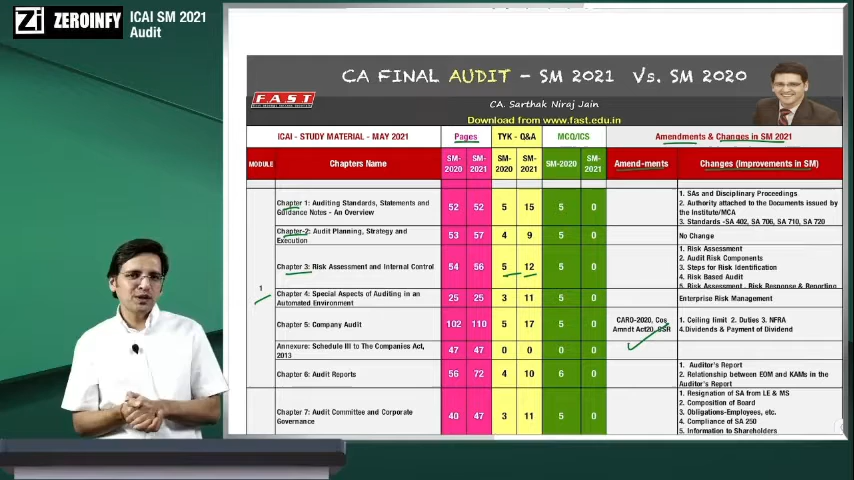 Zi ZEROINFY
ICAI SM 2021
Audit
CA FINAL AUDIT - SM 2021 Vs. SM 2020
FAST
CA. Sarthak Niraj Jain
Download from www.fast.edu.in
ICAI - STUDY MATERIAL - MAY 2021 Pages TYK - Q&A MCQ/ICS Amendments & Changes in SM 2021
MODULE Chapters Name SM-2020 SM-2021 SM-2020 SM-2021 SM-2020 SM-2021 Amend-ments Changes (Improvements in SM)
1
Chapter 1: Auditing Standards, Statements and
Guidance Notes - An Overview
52 52 5 15 5 0
1. SAs and Disciplinary Proceedings
2. Authority attached to the Documents issued by
the Institute/MCA
3. Standards -SA 402, SA 706, SA 710, SA 720
Chapter-2: Audit Planning, Strategy and
Execution
53 57 4 9 5 0
No Change
Chapter 3: Risk Assessment and Internal Control
54 56 5 12 5 0
1. Risk Assessment
2. Audit Risk Components
3. Steps for Risk Identification
4. Risk Based Audit
5. Risk Assessment - Risk Response & Reporting
Chapter 4: Special Aspects of Auditing in an
Automated Environment
25 25 3 11 5 0
Enterprise Risk Management
Chapter 5: Company Audit
102 110 5 17 5 0
CARO-2020, Cos
Amndt Act20, SSR
1. Ceiling limit 2. Duties 3. NFRA
4.Dividends & Payment of Dividend
Annexure: Schedule III to The Companies Act,
2013
47 47 0 0 0 0
Chapter 6: Audit Reports
56 72 4 10 6 0
1. Auditor's Report
2. Relationship between EOM and KAMs in the
Auditor's Report
Chapter 7: Audit Committee and Corporate
Governance
40 47 3 11 5 0
1. Resignation of SA from LE & MS
2. Composition of Board
3. Obligations-Employees, etc.
4. Compliance of SA 250
5. Information to Shareholders